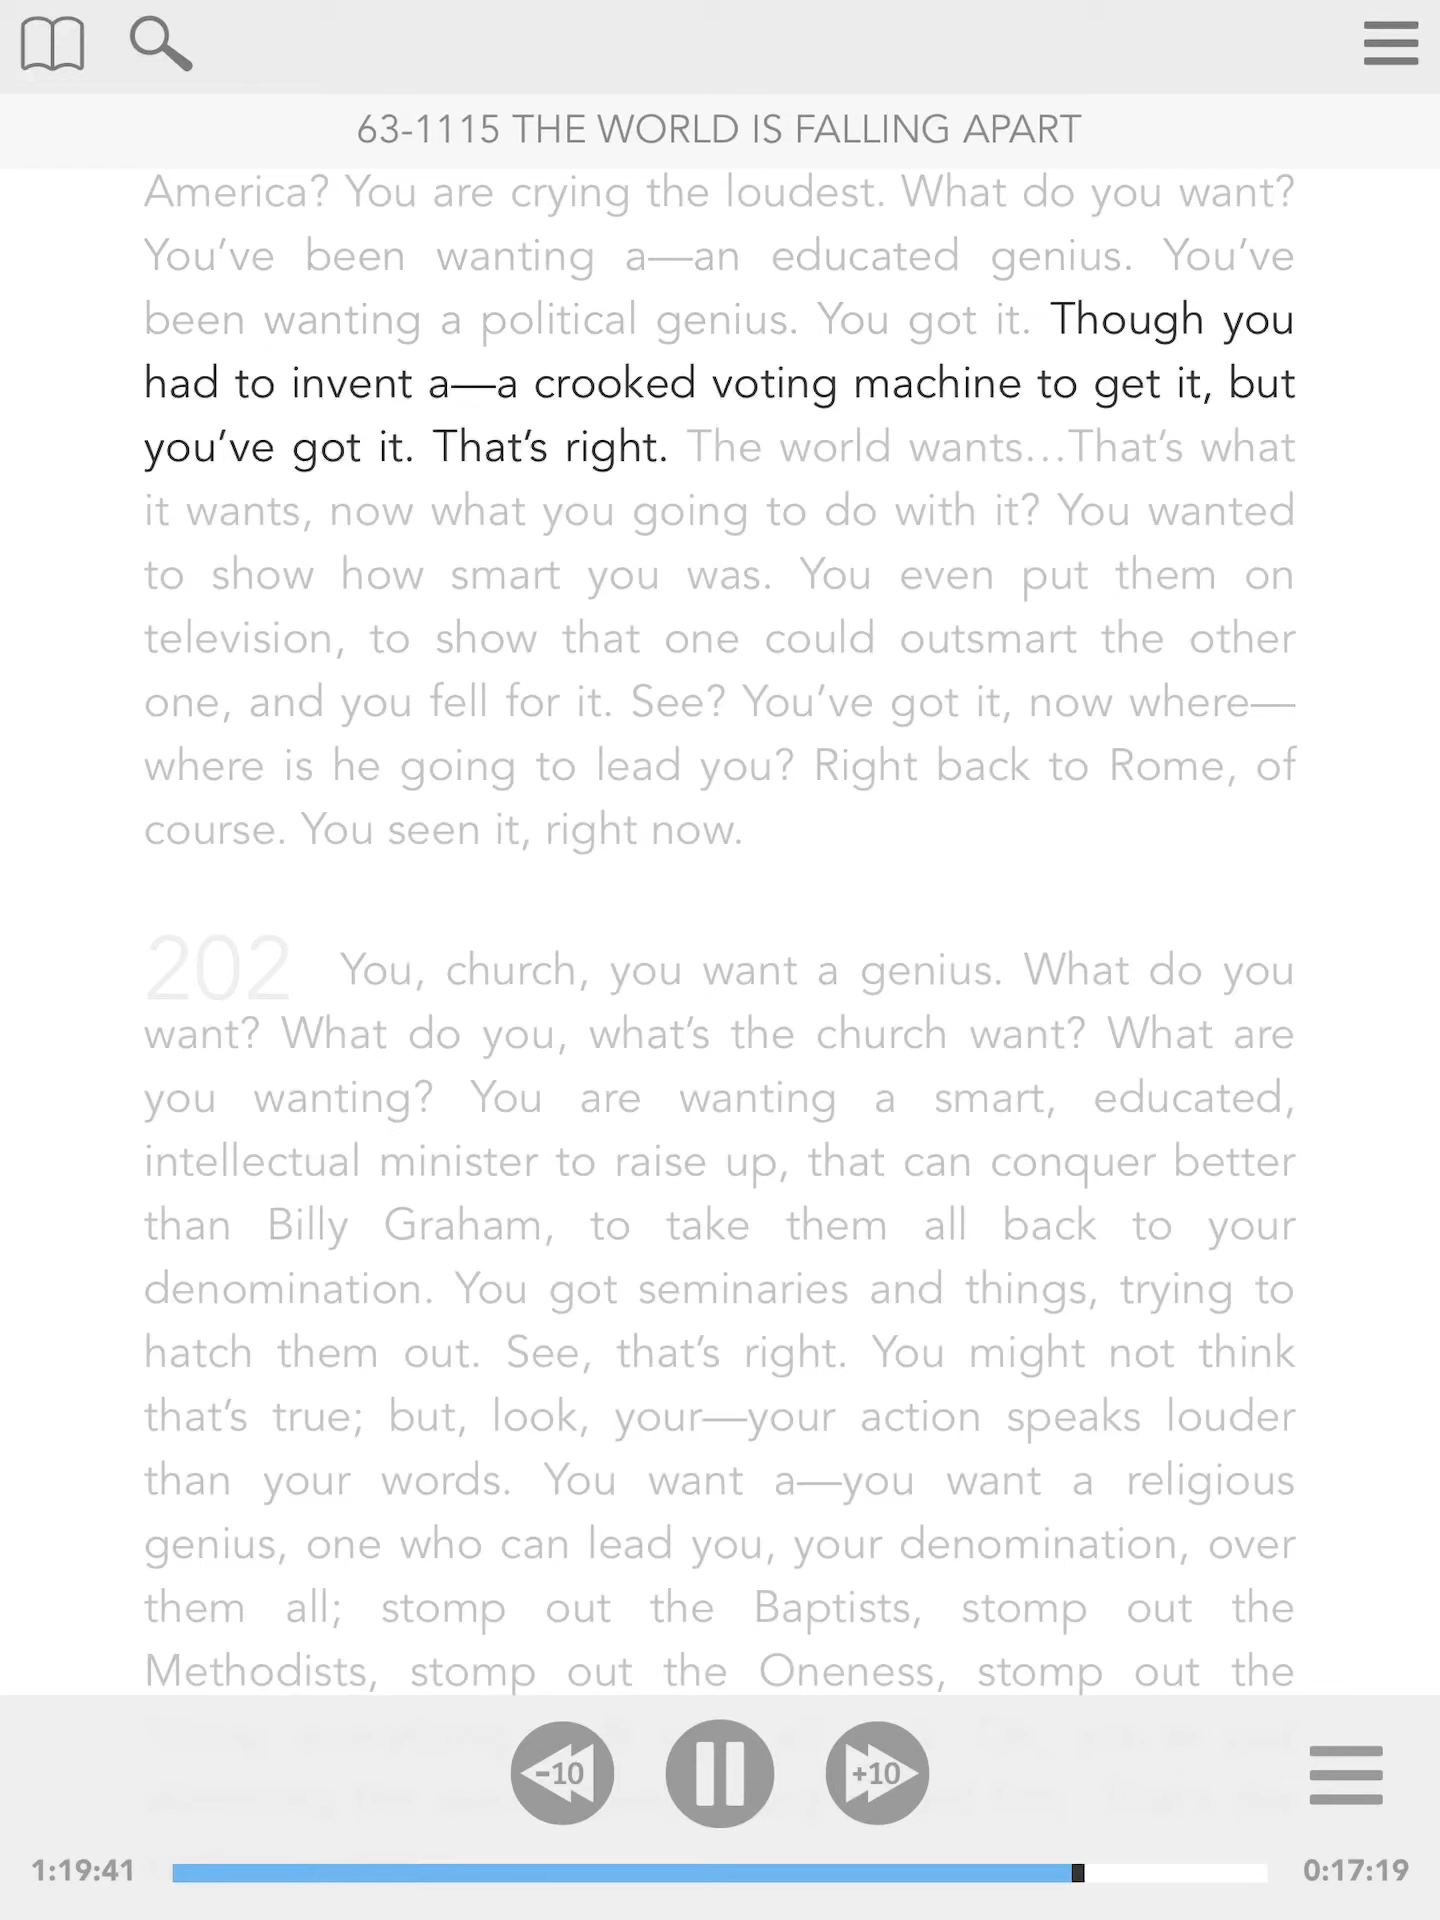 63-1115 THE WORLD IS FALLING APART
America? You are crying the loudest. What do you want?
You’ve been wanting a—an educated genius. You’ve
been wanting a political genius. You got it. Though you
had to invent a—a crooked voting machine to get it, but
you’ve got it. That’s right. The world wants…That’s what
it wants, now what you going to do with it? You wanted
to show how smart you was. You even put them on
television, to show that one could outsmart the other
one, and you fell for it. See? You’ve got it, now where—
where is he going to lead you? Right back to Rome, of
course. You seen it, right now.
202 You, church, you want a genius. What do you
want? What do you, what’s the church want? What are
you wanting? You are wanting a smart, educated,
intellectual minister to raise up, that can conquer better
than Billy Graham, to take them all back to your
denomination. You got seminaries and things, trying to
hatch them out. See, that’s right. You might not think
that’s true; but, look, your—your action speaks louder
than your words. You want a—you want a religious
genius, one who can lead you, your denomination, over
them all; stomp out the Baptists, stomp out the
Methodists, stomp out the Oneness, stomp out the
-10 +10
1:19:41 0:17:19